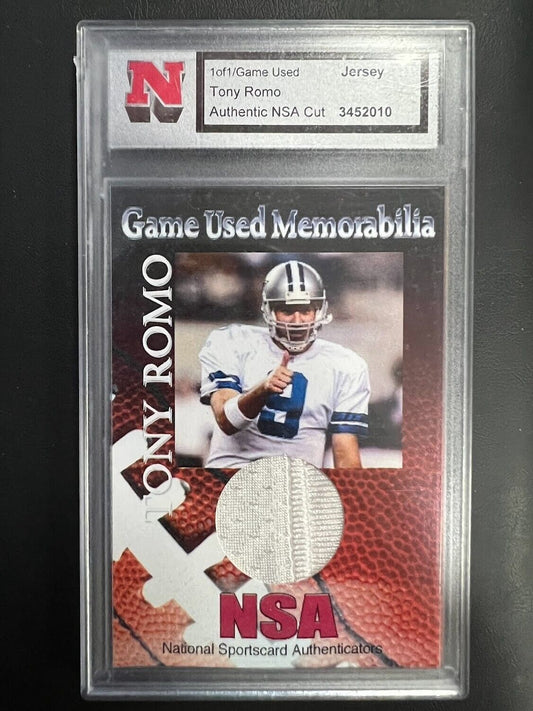 N
1of1/Game Used Jersey
Tony Romo
Authentic NSA Cut 3452010
Game Used Memorabilia
TONY ROMO
9
NSA
National Sportscard Authenticators